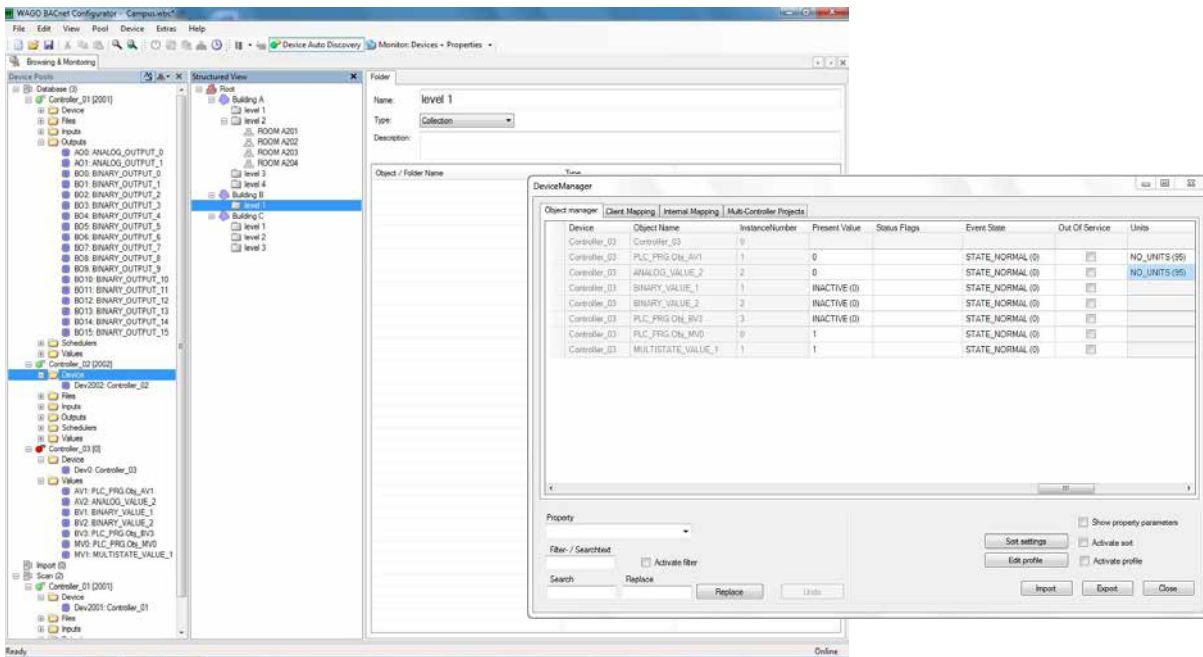 WAGO BACnet Configurator - Campus.wbc*
File Edit View Pool Device Extras Help
Device Auto Discovery Monitor: Devices + Properties
Browsing & Monitoring
Device Pools
Database (3)
Controller_01 [2001]
Device
Files
Inputs
Outputs
AO0: ANALOG_OUTPUT_0
AO1: ANALOG_OUTPUT_1
BO0: BINARY_OUTPUT_0
BO1: BINARY_OUTPUT_1
BO2: BINARY_OUTPUT_2
BO3: BINARY_OUTPUT_3
BO4: BINARY_OUTPUT_4
BO5: BINARY_OUTPUT_5
BO6: BINARY_OUTPUT_6
BO7: BINARY_OUTPUT_7
BO8: BINARY_OUTPUT_8
BO9: BINARY_OUTPUT_9
BO10: BINARY_OUTPUT_10
BO11: BINARY_OUTPUT_11
BO12: BINARY_OUTPUT_12
BO13: BINARY_OUTPUT_13
BO14: BINARY_OUTPUT_14
BO15: BINARY_OUTPUT_15
Schedulers
Values
Controller_02 [2002]
Device
Dev2002: Controller_02
Files
Inputs
Outputs
Schedulers
Values
Controller_03 [0]
Device
Dev0: Controller_03
Values
AV1: PLC_PRG.Obj_AV1
AV2: ANALOG_VALUE_2
BV1: BINARY_VALUE_1
BV2: BINARY_VALUE_2
BV3: PLC_PRG.Obj_BV3
MV0: PLC_PRG.Obj_MV0
MV1: MULTISTATE_VALUE_1
Import (0)
Scan (2)
Controller_01 [2001]
Device
Dev2001: Controller_01
Files
Inputs
Structured View
Root
Building A
level 1
level 2
ROOM A201
ROOM A202
ROOM A203
ROOM A204
level 3
level 4
Building B
level 1
Building C
level 1
level 2
level 3
Folder
Name: level 1
Type: Collection
Description:
Object / Folder Name Type
DeviceManager
Object manager Client Mapping Internal Mapping Multi-Controller Projects
Device Object Name InstanceNumber Present Value Status Flags Event State Out Of Service Units
Controller_03 Controller_03 0
Controller_03 PLC_PRG.Obj_AV1 1 0 STATE_NORMAL (0) NO_UNITS (95)
Controller_03 ANALOG_VALUE_2 2 0 STATE_NORMAL (0) NO_UNITS (95)
Controller_03 BINARY_VALUE_1 1 INACTIVE (0) STATE_NORMAL (0)
Controller_03 BINARY_VALUE_2 2 INACTIVE (0) STATE_NORMAL (0)
Controller_03 PLC_PRG.Obj_BV3 3 INACTIVE (0) STATE_NORMAL (0)
Controller_03 PLC_PRG.Obj_MV0 0 1 STATE_NORMAL (0)
Controller_03 MULTISTATE_VALUE_1 1 1 STATE_NORMAL (0)
Property
Show property parameters
Filter- / Searchtext
Sort settings Activate sort
Activate filter
Edit profile Activate profile
Search Replace
Replace Units Import Export Close
Ready Online